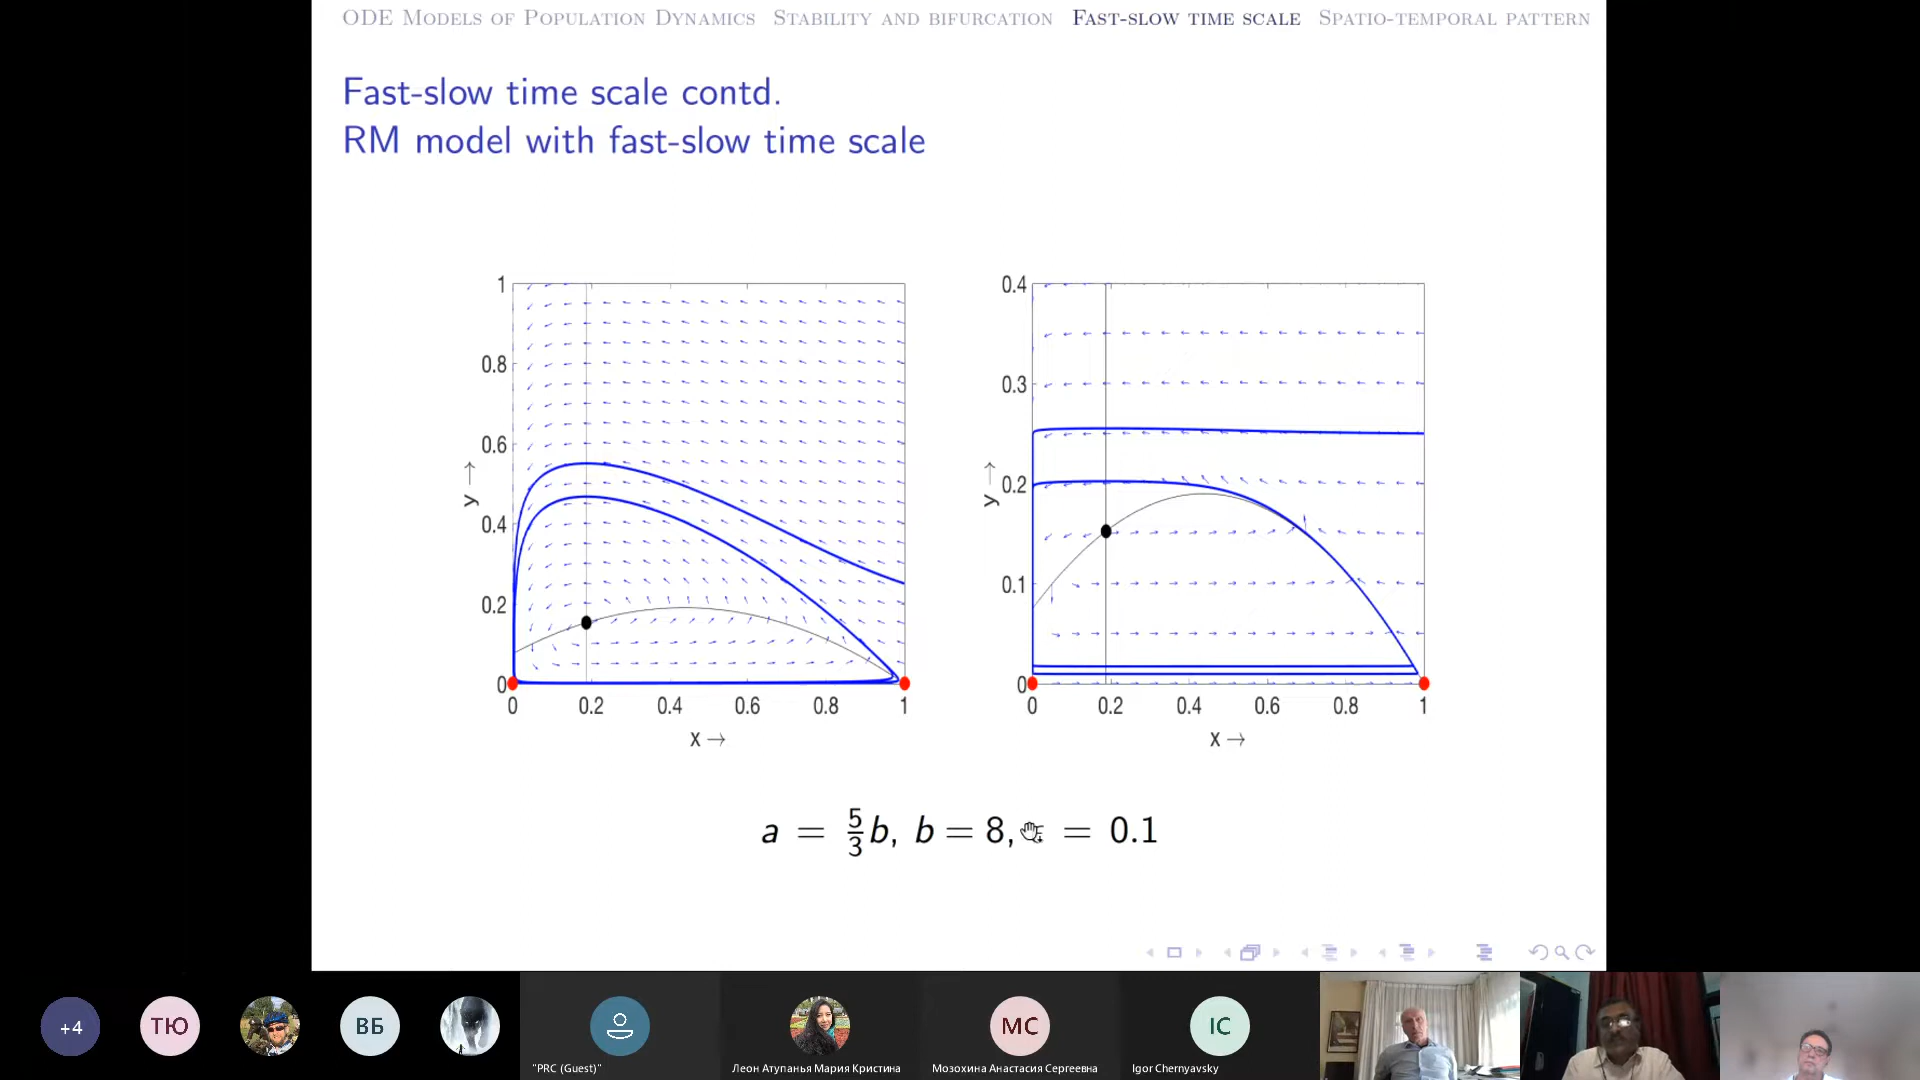 ODE Models of Population Dynamics Stability and bifurcation Fast-slow time scale Spatio-temporal pattern
Fast-slow time scale contd.
RM model with fast-slow time scale
1
0.8
0.6
0.4
0.2
0
y →
0 0.2 0.4 0.6 0.8 1
x →
0.4
0.3
0.2
0.1
0
y →
0 0.2 0.4 0.6 0.8 1
x →
a = 5/3 b, b = 8, = 0.1
+4
ТЮ
ВБ
МС
IC
"PRC (Guest)"
Леон Атупанья Мария Кристина
Мозохина Анастасия Сергеевна
Igor Chernyavsky